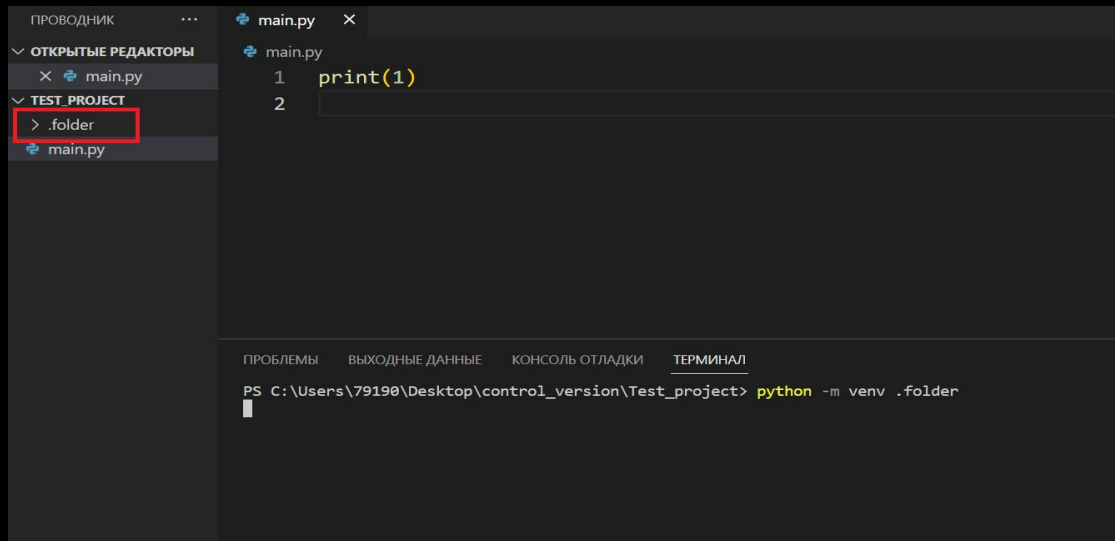 ПРОВОДНИК ···
ОТКРЫТЫЕ РЕДАКТОРЫ
main.py
TEST_PROJECT
.folder
main.py
main.py
main.py
1 print(1)
2
ПРОБЛЕМЫ ВЫХОДНЫЕ ДАННЫЕ КОНСОЛЬ ОТЛАДКИ ТЕРМИНАЛ
PS C:\Users\79190\Desktop\control_version\Test_project> python -m venv .folder